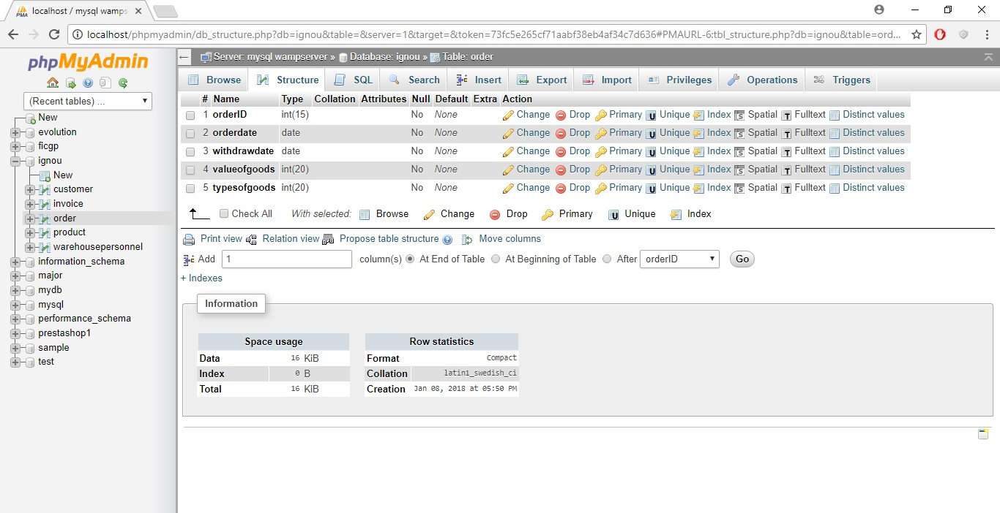 localhost / mysql wamps
localhost/phpmyadmin/db_structure.php?db=ignou&table=&server=1&target=&token=73fc5e265cf71aabf38eb4af34c7d636#PMAURL-6:tbl_structure.php?db=ignou&table=ord...
phpMyAdmin
(Recent tables) ...
New
evolution
ficgp
ignou
New
customer
invoice
order
product
warehousepersonnel
information_schema
major
mydb
mysql
performance_schema
prestashop1
sample
test
Server: mysql wampserver » Database: ignou » Table: order
Browse Structure SQL Search Insert Export Import Privileges Operations Triggers
# Name Type Collation Attributes Null Default Extra Action
1 orderID int(15) No None Change Drop Primary Unique Index Spatial Fulltext Distinct values
2 orderdate date No None Change Drop Primary Unique Index Spatial Fulltext Distinct values
3 withdrawdate date No None Change Drop Primary Unique Index Spatial Fulltext Distinct values
4 valueofgoods int(20) No None Change Drop Primary Unique Index Spatial Fulltext Distinct values
5 typesofgoods int(20) No None Change Drop Primary Unique Index Spatial Fulltext Distinct values
Check All With selected: Browse Change Drop Primary Unique Index
Print view Relation view Propose table structure Move columns
Add 1 column(s) At End of Table At Beginning of Table After orderID Go
+ Indexes
Information
Space usage
Data 16 KiB
Index 0 B
Total 16 KiB
Row statistics
Format Compact
Collation latin1_swedish_ci
Creation Jan 08, 2018 at 05:50 PM